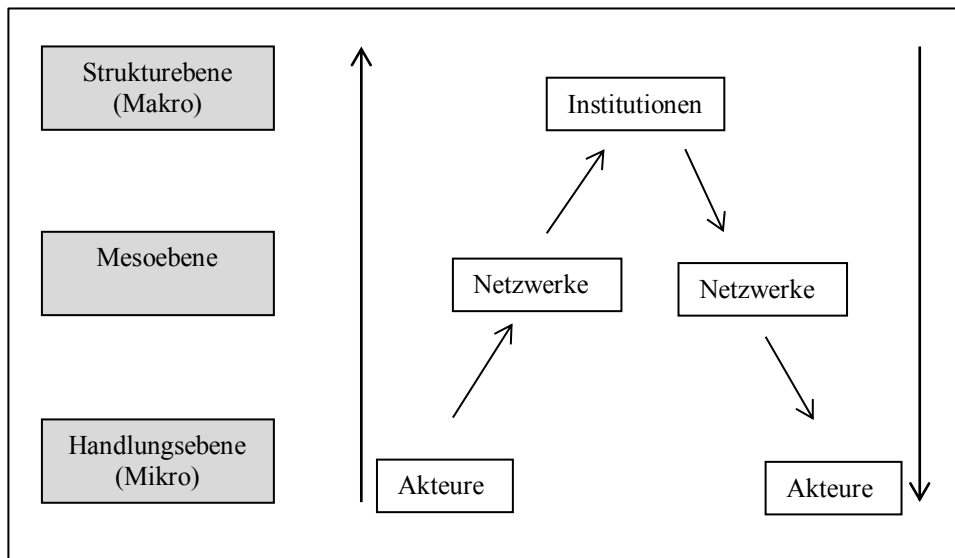 Strukturebene
(Makro)
Institutionen
Mesoebene
Netzwerke
Netzwerke
Handlungsebene
(Mikro)
Akteure
Akteure